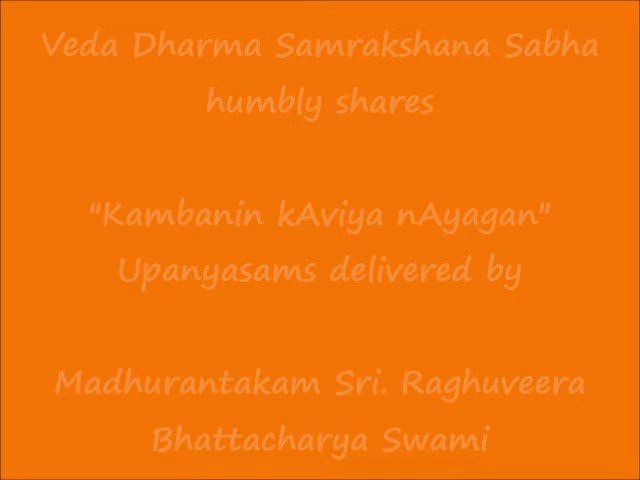 Veda Dharma Samrakshana Sabha
humbly shares
"Kambanin kAviya nAyagan"
Upanyasams delivered by
Madhurantakam Sri. Raghuveera
Bhattacharya Swami